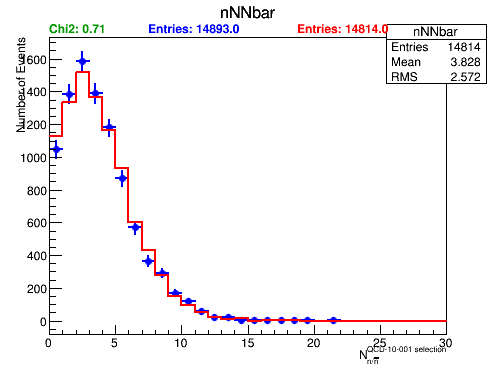 nNNbar
Chi2: 0.71 Entries: 14893.0 Entries: 14814.0
nNNbar
Entries 14814
Mean 3.828
RMS 2.572
Number of Events
1600
1400
1200
1000
800
600
400
200
0
0 5 10 15 20 25 30
QCD-10-001 selection
N n/n̅